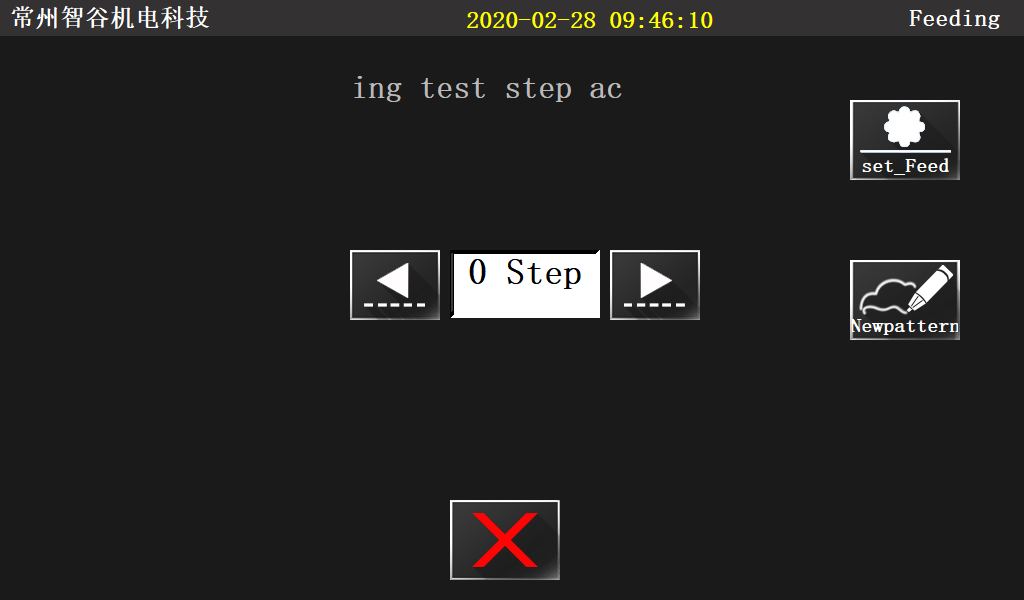 常州智谷机电科技
2020-02-28 09:46:10
Feeding
ing test step ac
set_Feed
0 Step
Newpattern